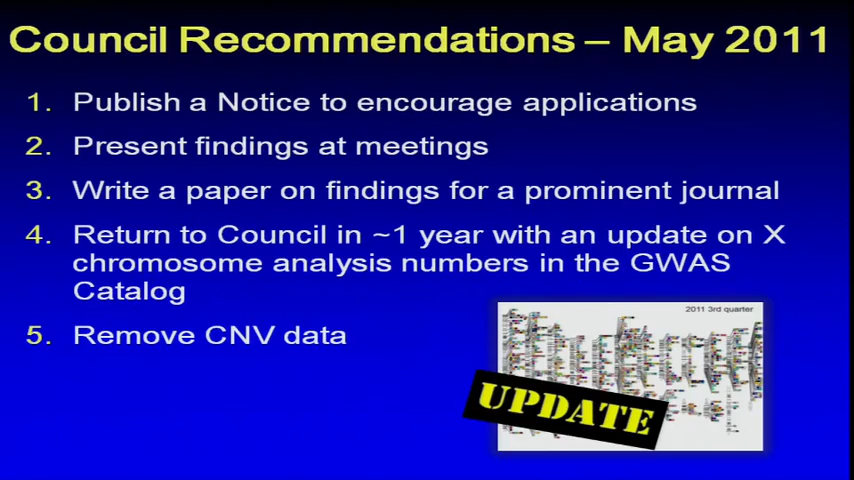 Council Recommendations – May 2011
1. Publish a Notice to encourage applications
2. Present findings at meetings
3. Write a paper on findings for a prominent journal
4. Return to Council in ~1 year with an update on X
chromosome analysis numbers in the GWAS
Catalog
5. Remove CNV data
2011 3rd quarter
UPDATE